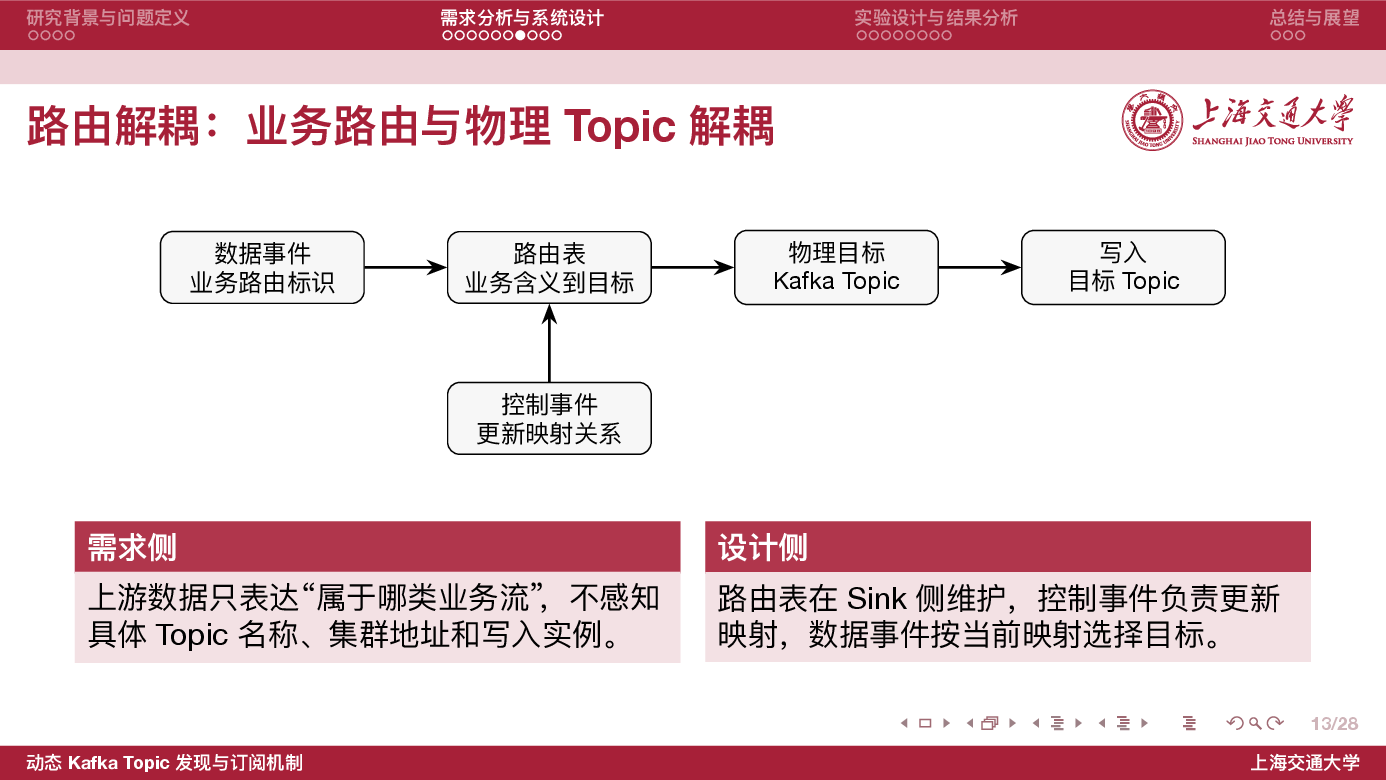 研究背景与问题定义
需求分析与系统设计
实验设计与结果分析
总结与展望
路由解耦：业务路由与物理 Topic 解耦
上海交通大学
SHANGHAI JIAO TONG UNIVERSITY
数据事件
业务路由标识
路由表
业务含义到目标
物理目标
Kafka Topic
写入
目标 Topic
控制事件
更新映射关系
需求侧
上游数据只表达“属于哪类业务流”，不感知
具体 Topic 名称、集群地址和写入实例。
设计侧
路由表在 Sink 侧维护，控制事件负责更新
映射，数据事件按当前映射选择目标。
13/28
动态 Kafka Topic 发现与订阅机制
上海交通大学